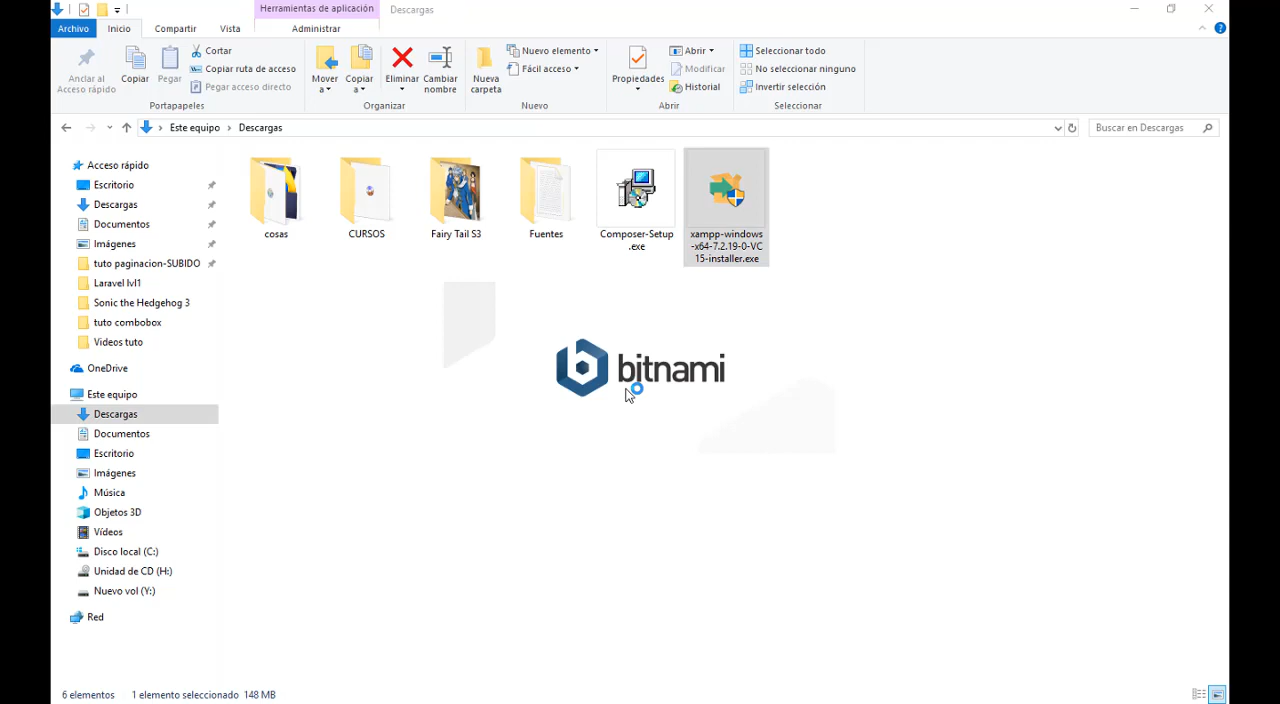 Herramientas de aplicación
Descargas
Archivo
Inicio
Compartir
Vista
Administrar
Anclar al
Acceso rápido
Copiar
Pegar
Cortar
Copiar ruta de acceso
Pegar acceso directo
Portapapeles
Mover
a
Copiar
a
Eliminar
Cambiar
nombre
Organizar
Nueva
carpeta
Nuevo elemento
Fácil acceso
Nuevo
Propiedades
Abrir
Modificar
Historial
Abrir
Seleccionar todo
No seleccionar ninguno
Invertir selección
Seleccionar
Este equipo
Descargas
Buscar en Descargas
Acceso rápido
Escritorio
Descargas
Documentos
Imágenes
tuto paginacion-SUBIDO
Laravel lvl1
Sonic the Hedgehog 3
tuto combobox
Videos tuto
OneDrive
Este equipo
Descargas
Documentos
Escritorio
Imágenes
Música
Objetos 3D
Vídeos
Disco local (C:)
Unidad de CD (H:)
Nuevo vol (Y:)
Red
cosas
CURSOS
Fairy Tail S3
Fuentes
Composer-Setup
.exe
xampp-windows
-x64-7.2.19-0-VC
15-installer.exe
bitnami
6 elementos
1 elemento seleccionado 148 MB